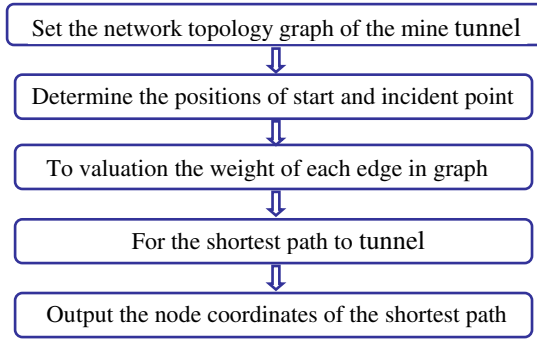 Set the network topology graph of the mine tunnel
Determine the positions of start and incident point
To valuation the weight of each edge in graph
For the shortest path to tunnel
Output the node coordinates of the shortest path